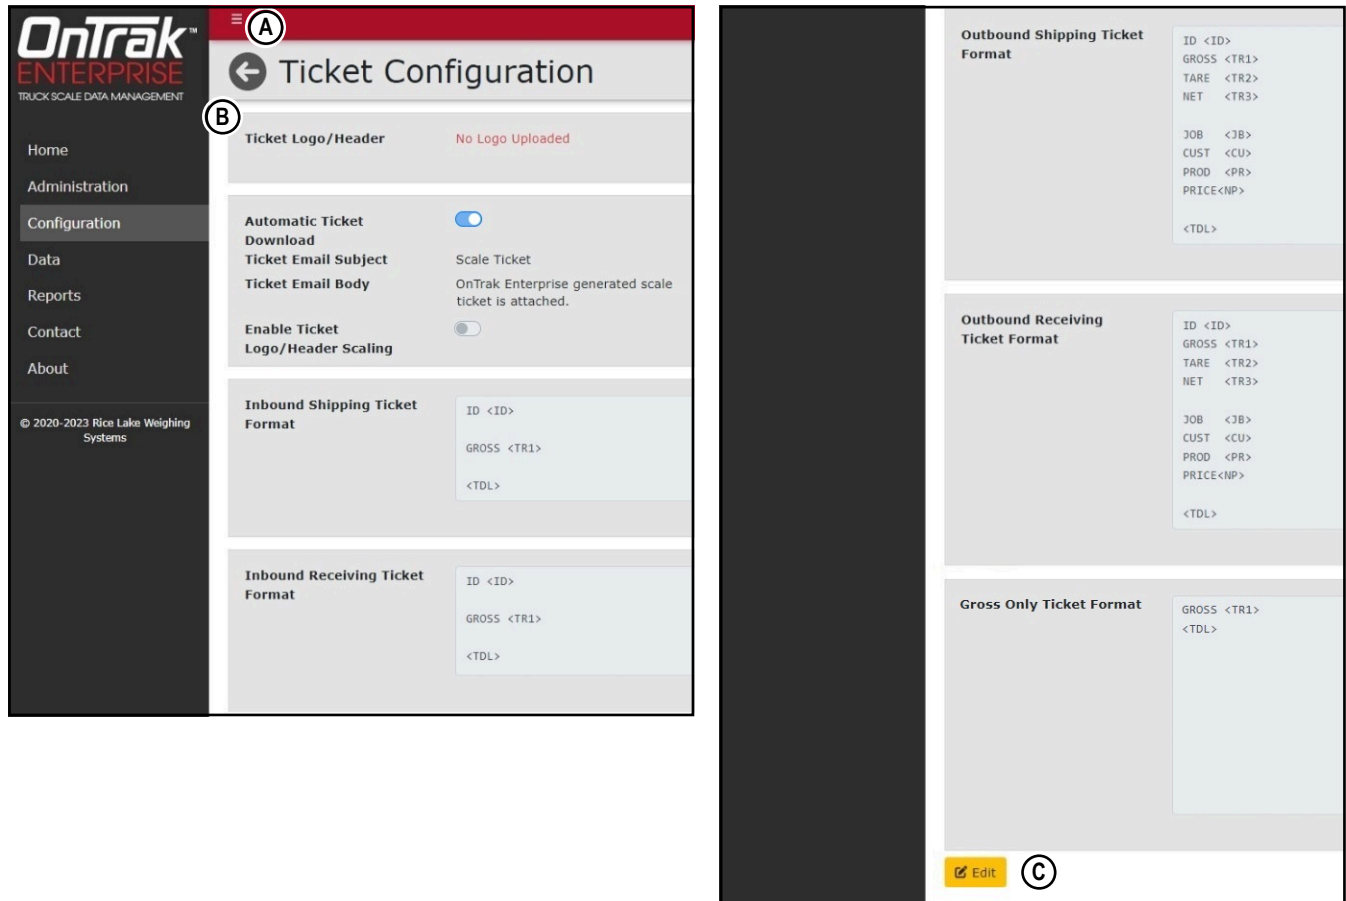 OnTrak™
ENTERPRISE
TRUCK SCALE DATA MANAGEMENT
Home
Administration
Configuration
Data
Reports
Contact
About
© 2020-2023 Rice Lake Weighing
Systems
A
Ticket Configuration
B
Ticket Logo/Header No Logo Uploaded
Automatic Ticket
Download
Ticket Email Subject Scale Ticket
Ticket Email Body OnTrak Enterprise generated scale
ticket is attached.
Enable Ticket
Logo/Header Scaling
Inbound Shipping Ticket
Format
ID <ID>
GROSS <TR1>
<TDL>
Inbound Receiving Ticket
Format
ID <ID>
GROSS <TR1>
<TDL>
Outbound Shipping Ticket
Format
ID <ID>
GROSS <TR1>
TARE <TR2>
NET <TR3>
JOB <JB>
CUST <CU>
PROD <PR>
PRICE<NP>
<TDL>
Outbound Receiving
Ticket Format
ID <ID>
GROSS <TR1>
TARE <TR2>
NET <TR3>
JOB <JB>
CUST <CU>
PROD <PR>
PRICE<NP>
<TDL>
Gross Only Ticket Format
GROSS <TR1>
<TDL>
Edit
C